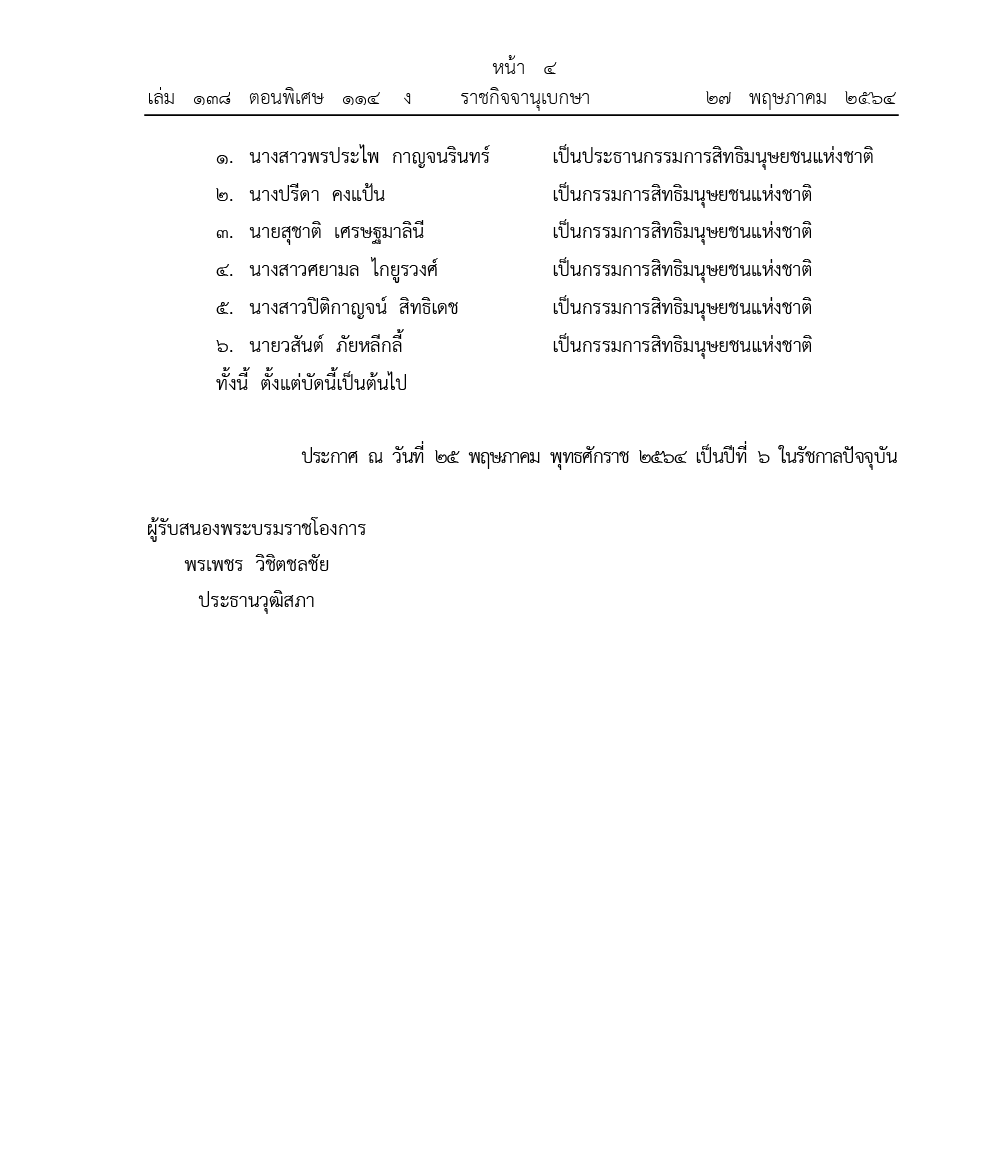 หน้า ๔
เล่ม ๑๓๘ ตอนพิเศษ ๑๑๔ ง ราชกิจจานุเบกษา ๒๗ พฤษภาคม ๒๕๖๔
๑. นางสาวพรประไพ กาญจนรินทร์ เป็นประธานกรรมการสิทธิมนุษยชนแห่งชาติ
๒. นางปรีดา คงแป้น เป็นกรรมการสิทธิมนุษยชนแห่งชาติ
๓. นายสุชาติ เศรษฐมาลินี เป็นกรรมการสิทธิมนุษยชนแห่งชาติ
๔. นางสาวศยามล ไกยูรวงศ์ เป็นกรรมการสิทธิมนุษยชนแห่งชาติ
๕. นางสาวปิติกาญจน์ สิทธิเดช เป็นกรรมการสิทธิมนุษยชนแห่งชาติ
๖. นายวสันต์ ภัยหลีกลี้ เป็นกรรมการสิทธิมนุษยชนแห่งชาติ
ทั้งนี้ ตั้งแต่บัดนี้เป็นต้นไป
ประกาศ ณ วันที่ ๒๕ พฤษภาคม พุทธศักราช ๒๕๖๔ เป็นปีที่ ๖ ในรัชกาลปัจจุบัน
ผู้รับสนองพระบรมราชโองการ
พรเพชร วิชิตชลชัย
ประธานวุฒิสภา